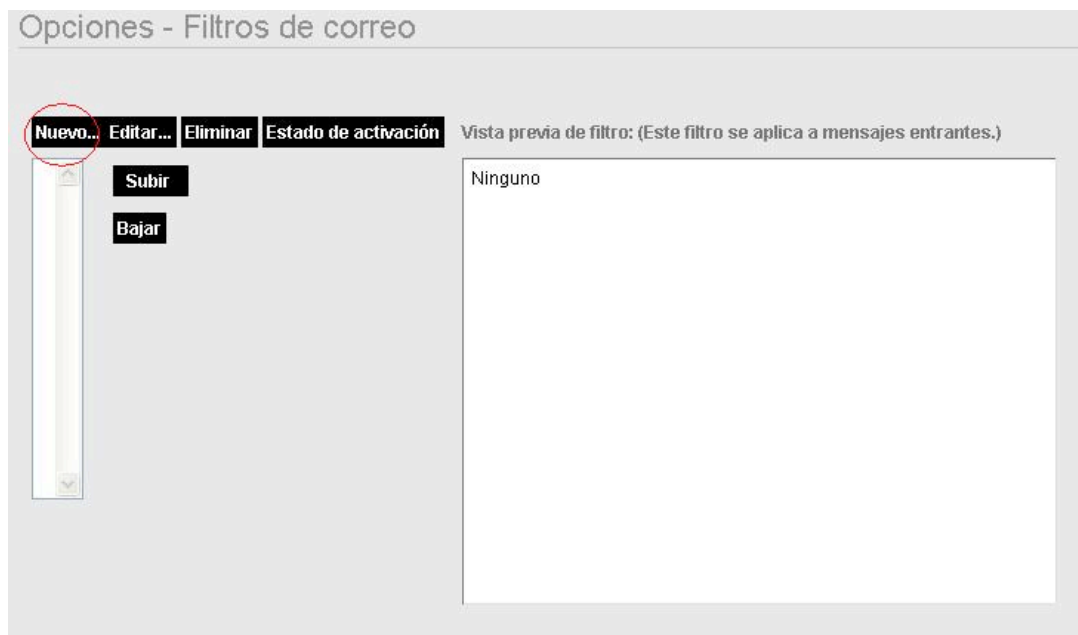 Opciones - Filtros de correo
Nuevo... Editar... Eliminar Estado de activación Vista previa de filtro: (Este filtro se aplica a mensajes entrantes.)
Subir
Ninguno
Bajar